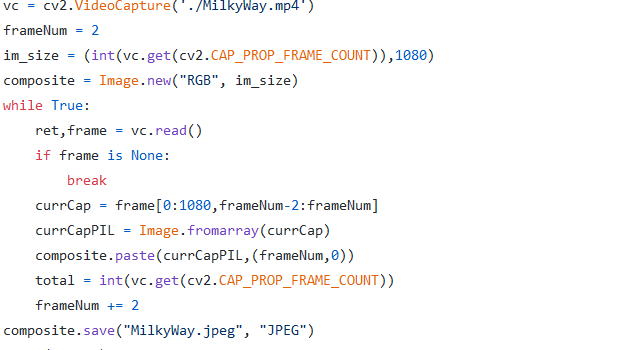 vc = cv2.VideoCapture('./MilkyWay.mp4')
frameNum = 2
im_size = (int(vc.get(cv2.CAP_PROP_FRAME_COUNT)),1080)
composite = Image.new("RGB", im_size)
while True:
    ret,frame = vc.read()
    if frame is None:
        break
    currCap = frame[0:1080,frameNum-2:frameNum]
    currCapPIL = Image.fromarray(currCap)
    composite.paste(currCapPIL,(frameNum,0))
    total = int(vc.get(cv2.CAP_PROP_FRAME_COUNT))
    frameNum += 2
composite.save("MilkyWay.jpeg", "JPEG")